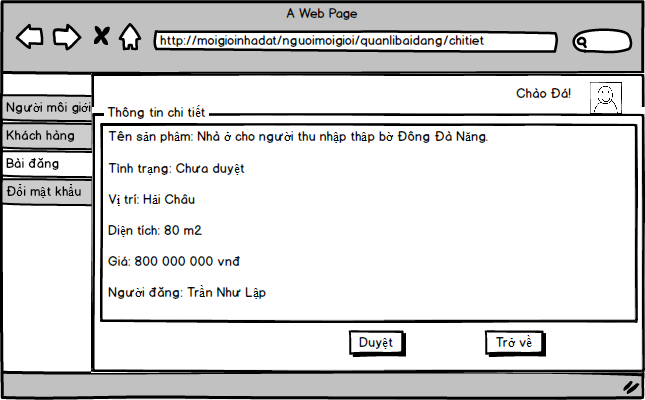 A Web Page
http://moigioinhadat/nguoimoigioi/quanlibaidang/chitiet
Chào Đá!
Người môi giới
Khách hàng
Bài đăng
Đổi mật khẩu
Thông tin chi tiết
Tên sản phẩm: Nhà ở cho người thu nhập thấp bờ Đông Đà Nẵng.
Tình trạng: Chưa duyệt
Vị trí: Hải Châu
Diện tích: 80 m2
Giá: 800 000 000 vnđ
Người đăng: Trần Như Lập
Duyệt
Trở về